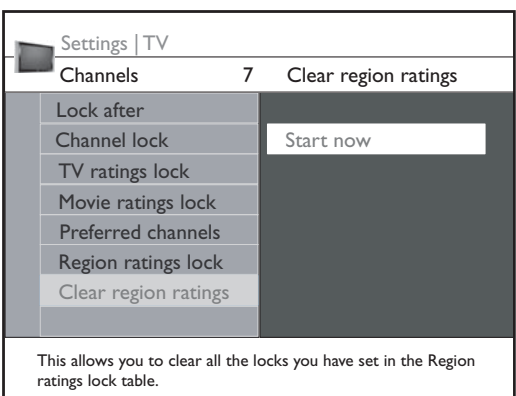 Settings | TV
Channels 7 Clear region ratings
Lock after
Channel lock
Start now
TV ratings lock
Movie ratings lock
Preferred channels
Region ratings lock
Clear region ratings
This allows you to clear all the locks you have set in the Region
ratings lock table.